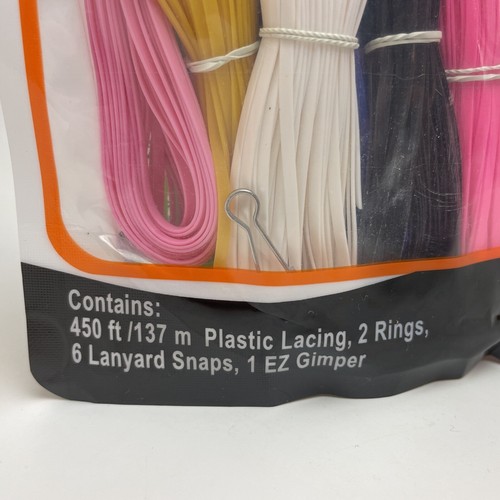 Contains:
450 ft /137 m Plastic Lacing, 2 Rings,
6 Lanyard Snaps, 1 EZ Gimper